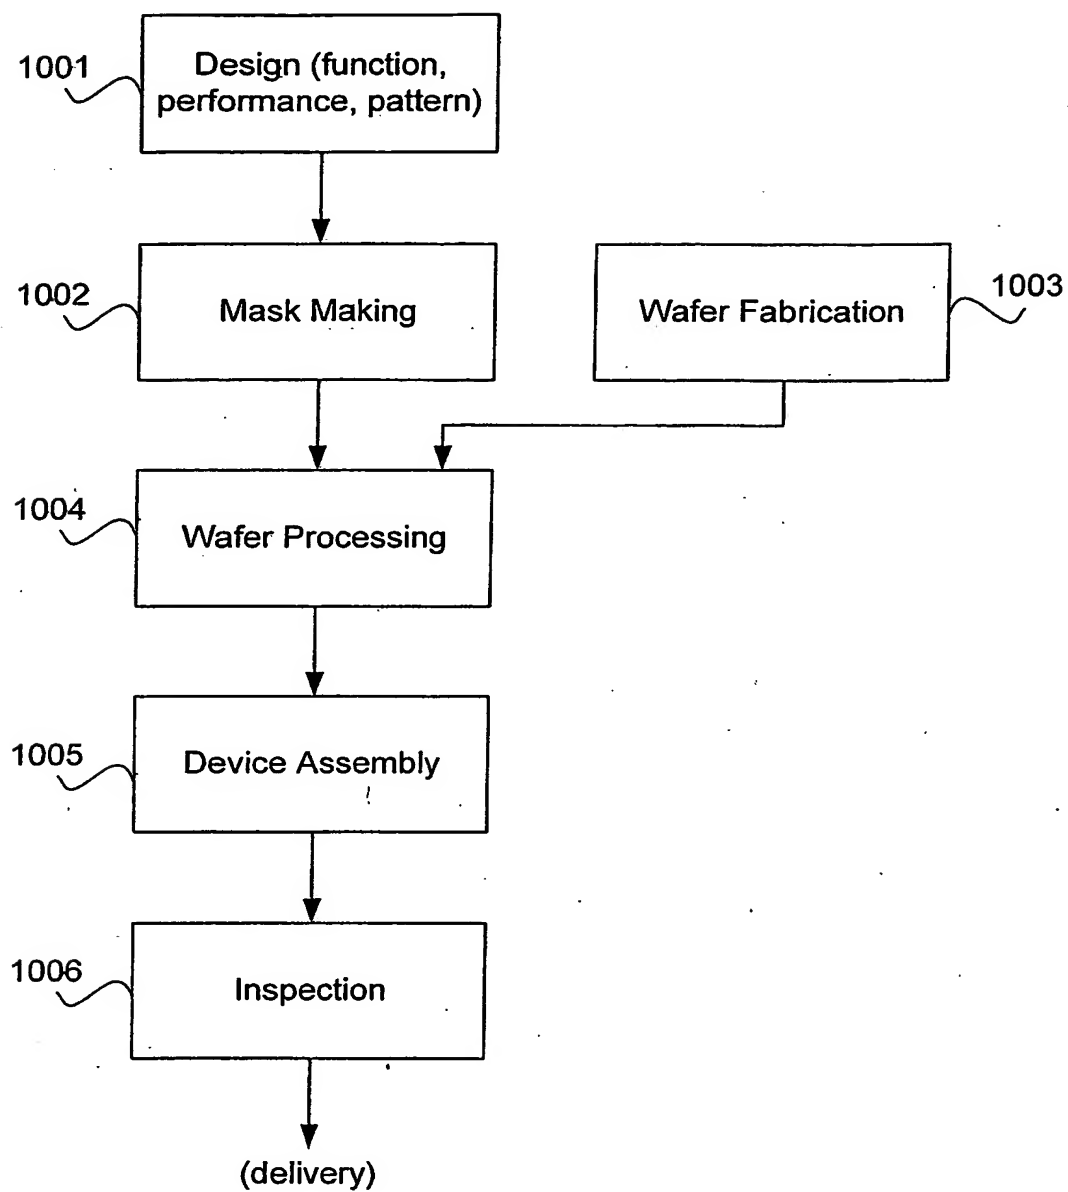 1001
Design (function,
performance, pattern)
1002
Mask Making
Wafer Fabrication
1003
1004
Wafer Processing
1005
Device Assembly
1006
Inspection
(delivery)